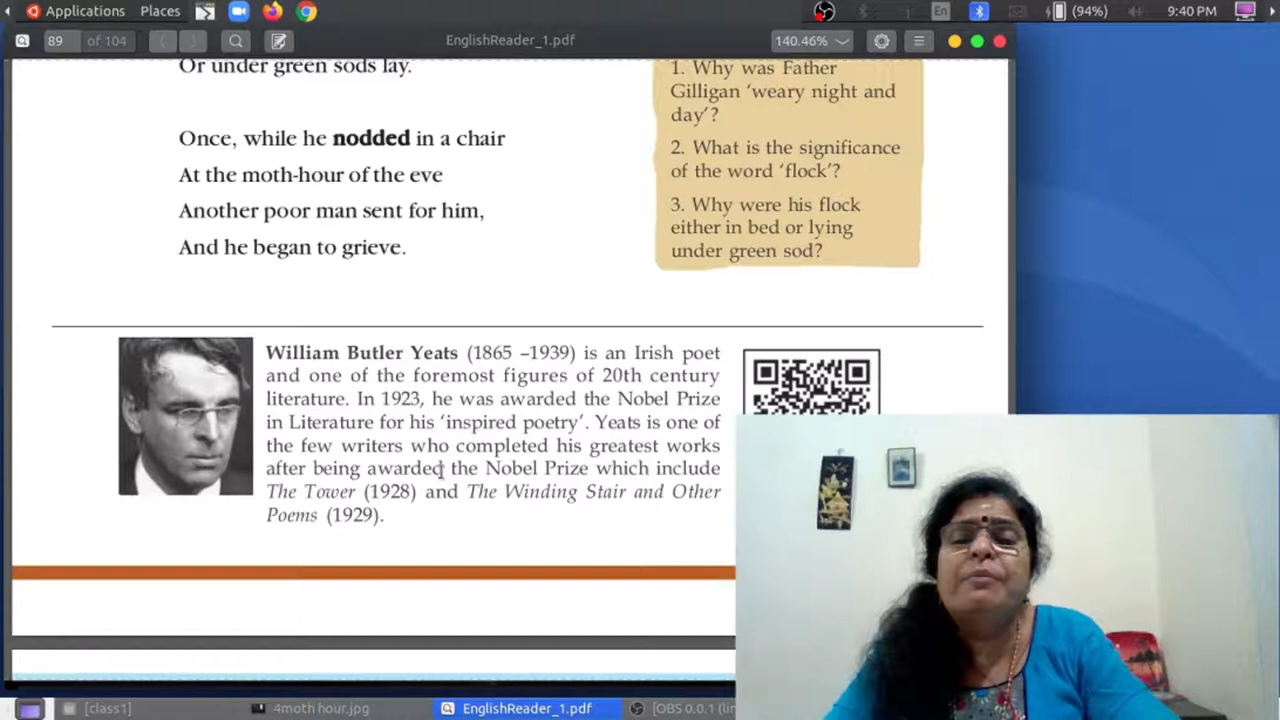 Applications Places En (94%) 9:40 PM
89 of 104 EnglishReader_1.pdf 140.46%
Or under green sods lay.
Once, while he nodded in a chair
At the moth-hour of the eve
Another poor man sent for him,
And he began to grieve.
1. Why was Father
Gilligan ‘weary night and
day’?
2. What is the significance
of the word ‘flock’?
3. Why were his flock
either in bed or lying
under green sod?
William Butler Yeats (1865 –1939) is an Irish poet
and one of the foremost figures of 20th century
literature. In 1923, he was awarded the Nobel Prize
in Literature for his ‘inspired poetry’. Yeats is one of
the few writers who completed his greatest works
after being awarded the Nobel Prize which include
The Tower (1928) and The Winding Stair and Other
Poems (1929).
[class1] 4moth hour.jpg EnglishReader_1.pdf [OBS 0.0.1 (lin